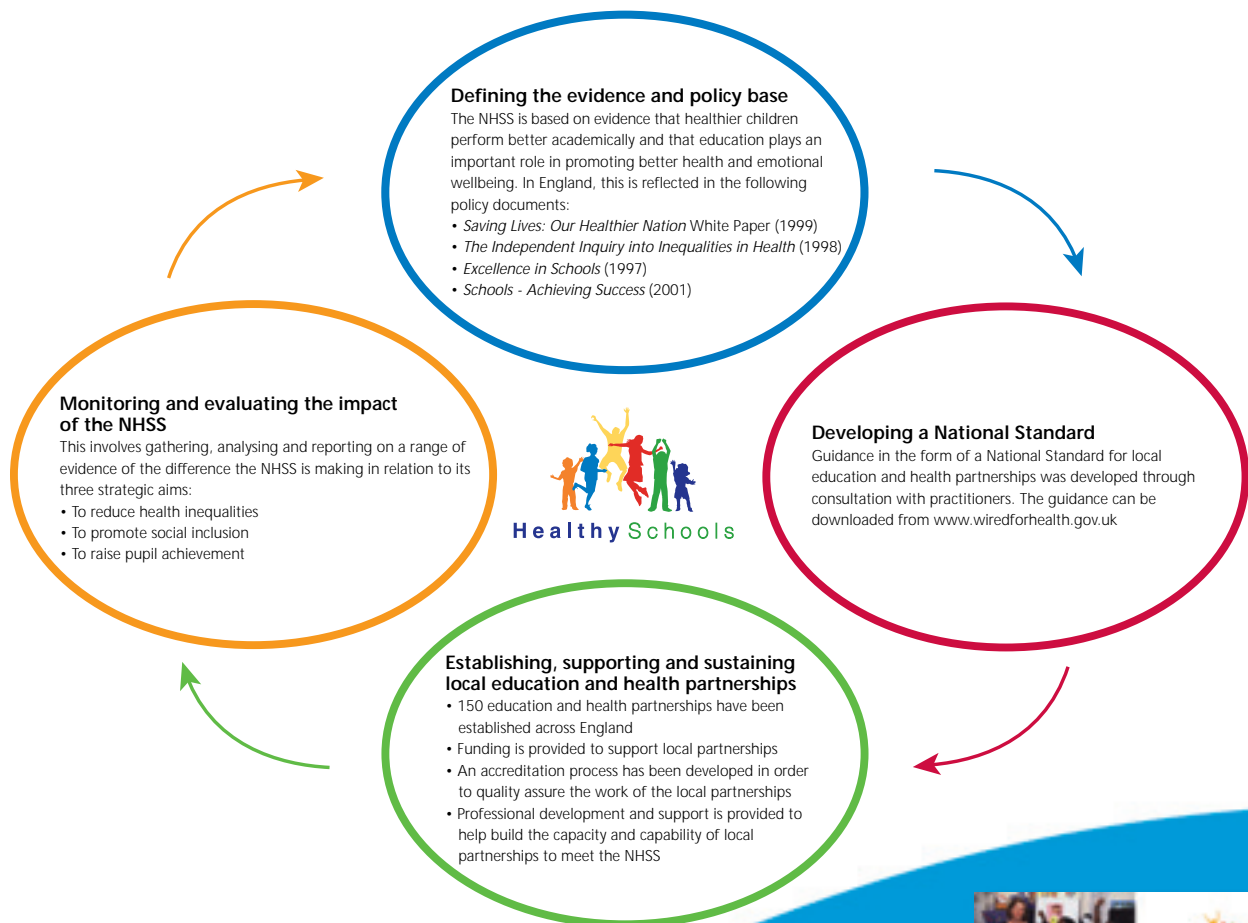 Defining the evidence and policy base
The NHSS is based on evidence that healthier children
perform better academically and that education plays an
important role in promoting better health and emotional
wellbeing. In England, this is reflected in the following
policy documents:
• Saving Lives: Our Healthier Nation White Paper (1999)
• The Independent Inquiry into Inequalities in Health (1998)
• Excellence in Schools (1997)
• Schools - Achieving Success (2001)
Developing a National Standard
Guidance in the form of a National Standard for local
education and health partnerships was developed through
consultation with practitioners. The guidance can be
downloaded from www.wiredforhealth.gov.uk
Establishing, supporting and sustaining
local education and health partnerships
• 150 education and health partnerships have been
established across England
• Funding is provided to support local partnerships
• An accreditation process has been developed in order
to quality assure the work of the local partnerships
• Professional development and support is provided to
help build the capacity and capability of local
partnerships to meet the NHSS
Monitoring and evaluating the impact
of the NHSS
This involves gathering, analysing and reporting on a range of
evidence of the difference the NHSS is making in relation to its
three strategic aims:
• To reduce health inequalities
• To promote social inclusion
• To raise pupil achievement
Healthy Schools